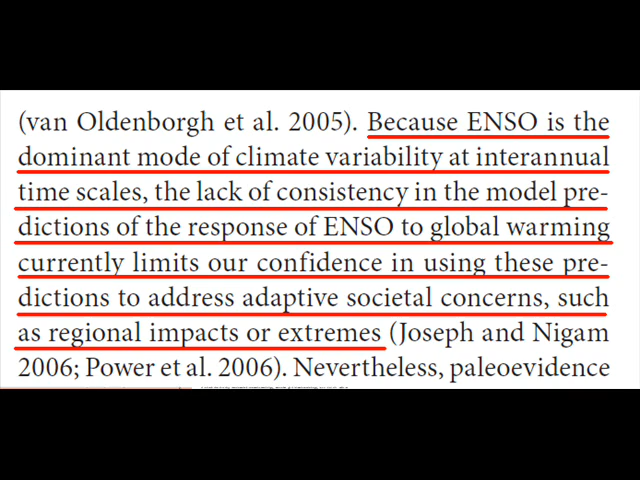 (van Oldenborgh et al. 2005). Because ENSO is the
dominant mode of climate variability at interannual
time scales, the lack of consistency in the model pre-
dictions of the response of ENSO to global warming
currently limits our confidence in using these pre-
dictions to address adaptive societal concerns, such
as regional impacts or extremes (Joseph and Nigam
2006; Power et al. 2006). Nevertheless, paleoevidence